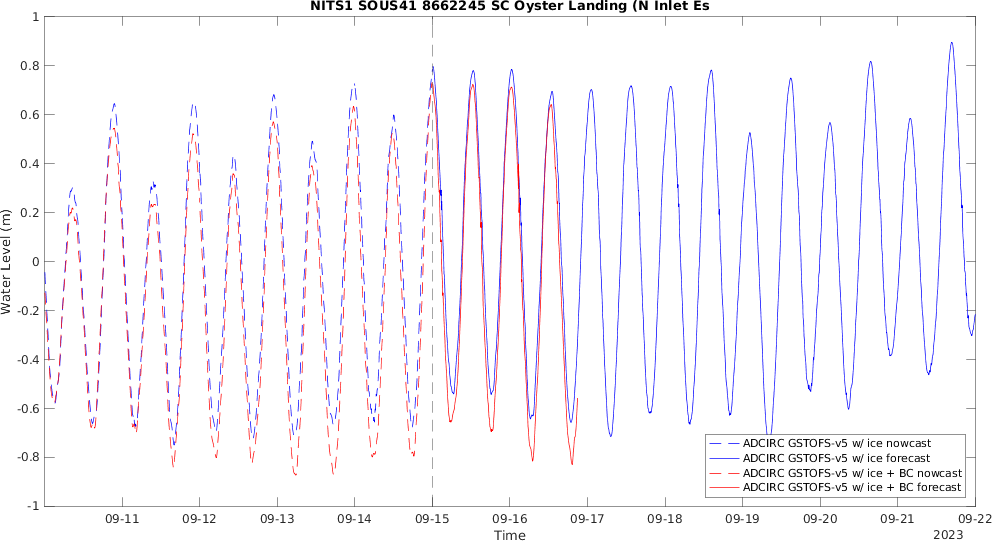 NITS1 SOUS41 8662245 SC Oyster Landing (N Inlet Es
1
0.8
0.6
0.4
0.2
0
-0.2
-0.4
-0.6
-0.8
-1
Water Level (m)
ADCIRC GSTOFS-v5 w/ ice nowcast
ADCIRC GSTOFS-v5 w/ ice forecast
ADCIRC GSTOFS-v5 w/ ice + BC nowcast
ADCIRC GSTOFS-v5 w/ ice + BC forecast
09-11 09-12 09-13 09-14 09-15 09-16 09-17 09-18 09-19 09-20 09-21 09-22
Time
2023